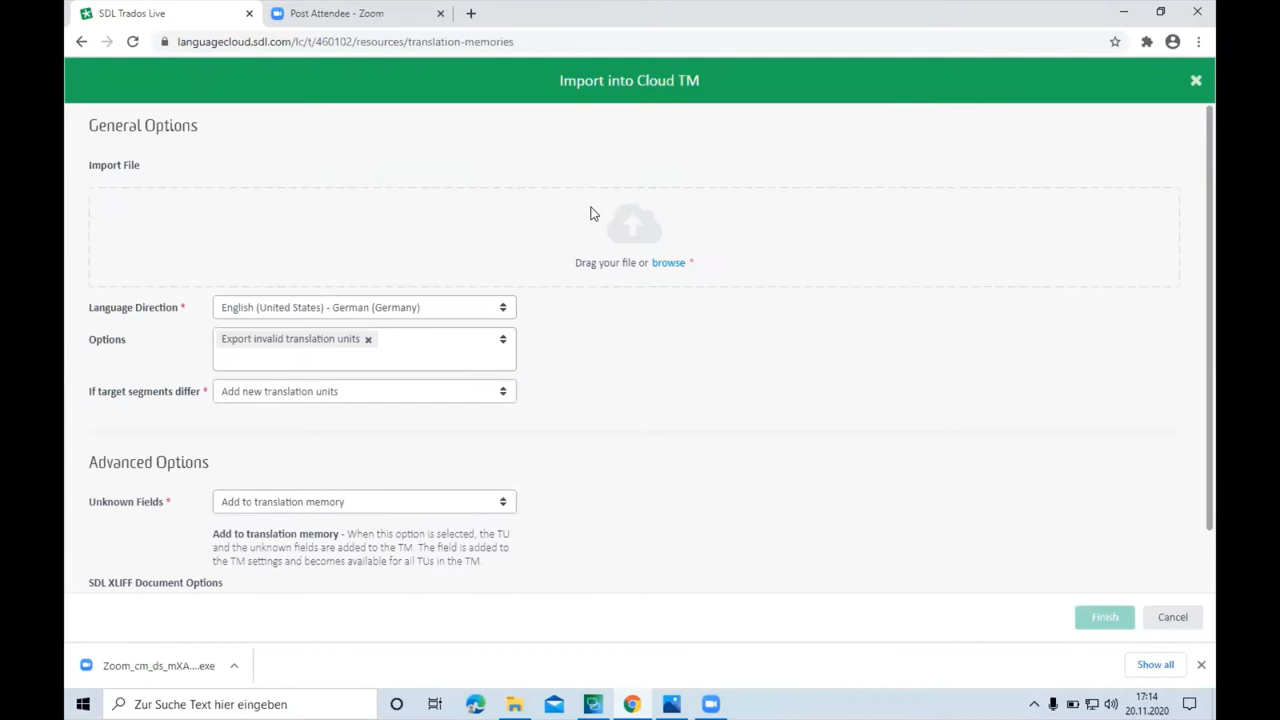 SDL Trados Live
Post Attendee - Zoom
languagecloud.sdl.com/lc/t/460102/resources/translation-memories
Import into Cloud TM
General Options
Import File
Drag your file or browse *
Language Direction * English (United States) - German (Germany)
Options Export invalid translation units
If target segments differ * Add new translation units
Advanced Options
Unknown Fields * Add to translation memory
Add to translation memory - When this option is selected, the TU
and the unknown fields are added to the TM. The field is added to
the TM settings and becomes available for all TUs in the TM.
SDL XLIFF Document Options
Finish Cancel
Zoom_cm_ds_mXA....exe Show all
Zur Suche Text hier eingeben
17:14
20.11.2020